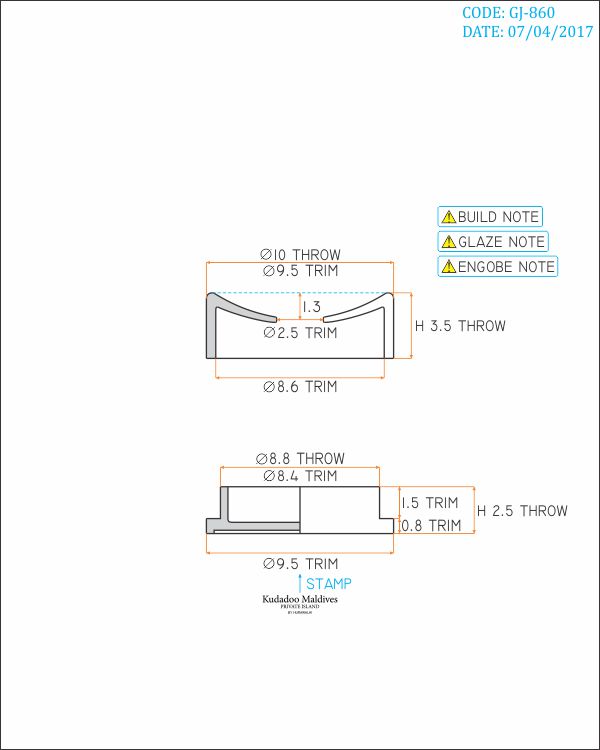 CODE: GJ-860
DATE: 07/04/2017
BUILD NOTE
GLAZE NOTE
ENGOBE NOTE
∅10 THROW
∅9.5 TRIM
1.3
∅2.5 TRIM
H 3.5 THROW
∅8.6 TRIM
∅8.8 THROW
∅8.4 TRIM
1.5 TRIM
H 2.5 THROW
0.8 TRIM
∅9.5 TRIM
STAMP
Kudadoo Maldives
PRIVATE ISLAND